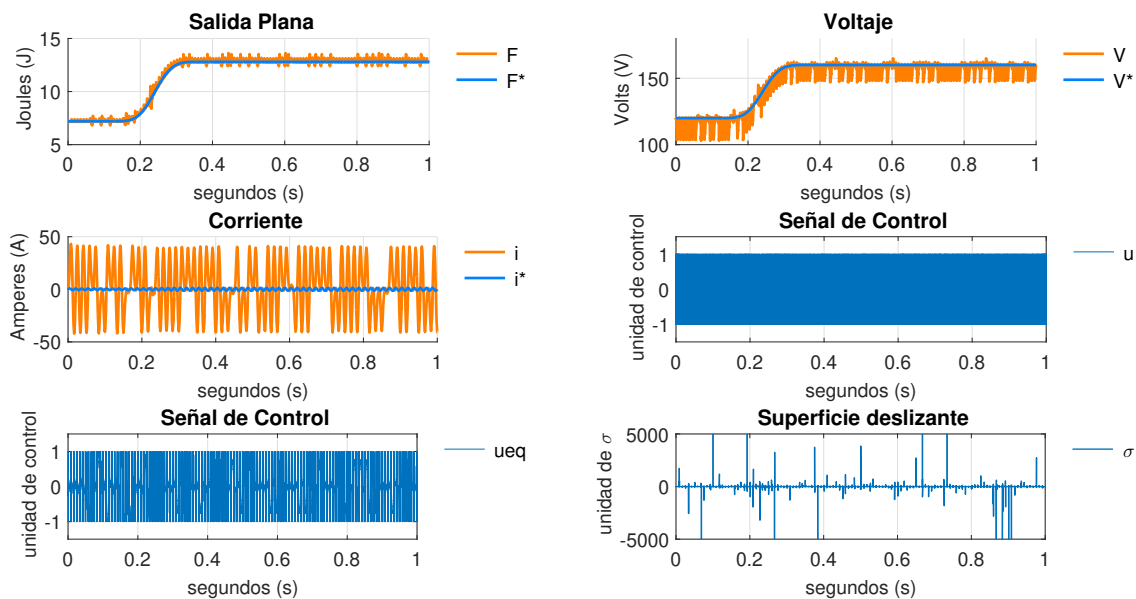 Salida Plana
Joules (J)
15
10
5
0 0.2 0.4 0.6 0.8 1
segundos (s)
F
F*
Voltaje
Volts (V)
150
100
0 0.2 0.4 0.6 0.8 1
segundos (s)
V
V*
Corriente
Amperes (A)
50
0
-50
0 0.2 0.4 0.6 0.8 1
segundos (s)
i
i*
Señal de Control
unidad de control
1
0
-1
0 0.2 0.4 0.6 0.8 1
segundos (s)
u
Señal de Control
unidad de control
1
0
-1
0 0.2 0.4 0.6 0.8 1
segundos (s)
ueq
Superficie deslizante
unidad de σ
5000
0
-5000
0 0.2 0.4 0.6 0.8 1
segundos (s)
σ